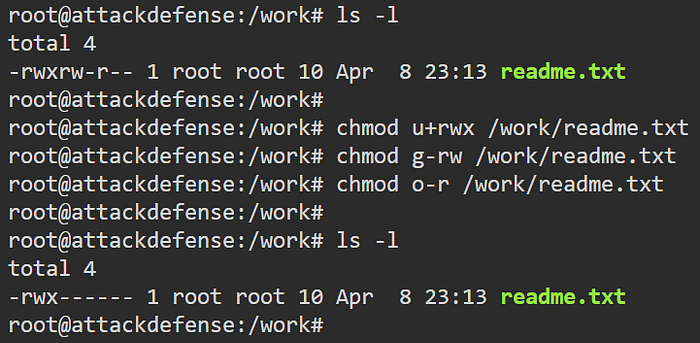 root@attackdefense:/work# ls -l
total 4
-rwxrw-r-- 1 root root 10 Apr  8 23:13 readme.txt
root@attackdefense:/work#
root@attackdefense:/work# chmod u+rwx /work/readme.txt
root@attackdefense:/work# chmod g-rw /work/readme.txt
root@attackdefense:/work# chmod o-r /work/readme.txt
root@attackdefense:/work#
root@attackdefense:/work# ls -l
total 4
-rwx------ 1 root root 10 Apr  8 23:13 readme.txt
root@attackdefense:/work#